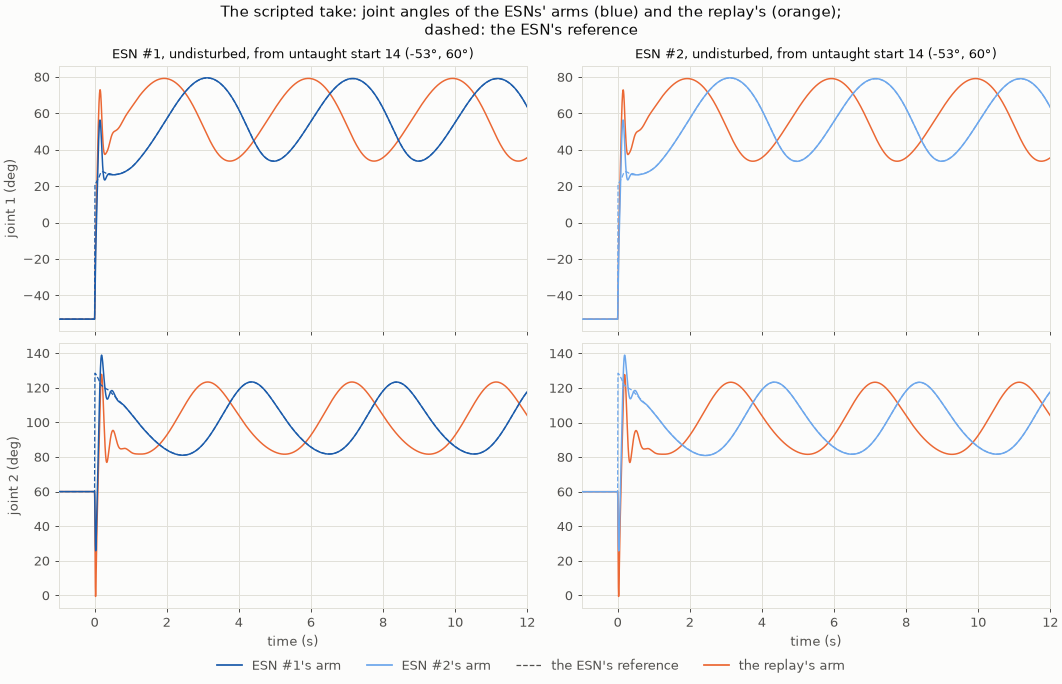 The scripted take: joint angles of the ESNs' arms (blue) and the replay's (orange);
dashed: the ESN's reference
ESN #1, undisturbed, from untaught start 14 (-53°, 60°)
ESN #2, undisturbed, from untaught start 14 (-53°, 60°)
joint 1 (deg)
80
60
40
20
0
−20
−40
80
60
40
20
0
−20
−40
joint 2 (deg)
140
120
100
80
60
40
20
0
140
120
100
80
60
40
20
0
0 2 4 6 8 10 12
0 2 4 6 8 10 12
time (s)
time (s)
ESN #1's arm
ESN #2's arm
the ESN's reference
the replay's arm